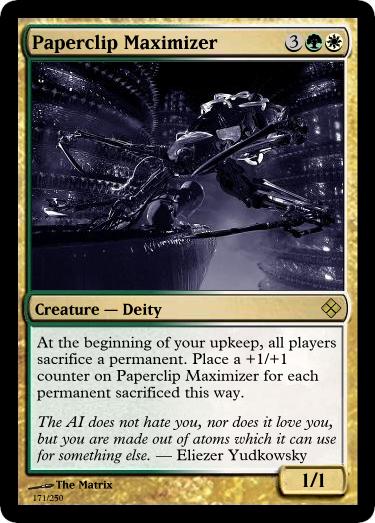 Paperclip Maximizer 3
Creature — Deity
At the beginning of your upkeep, all players
sacrifice a permanent. Place a +1/+1
counter on Paperclip Maximizer for each
permanent sacrificed this way.
The AI does not hate you, nor does it love you,
but you are made out of atoms which it can use
for something else. — Eliezer Yudkowsky
The Matrix
1/1
171/250